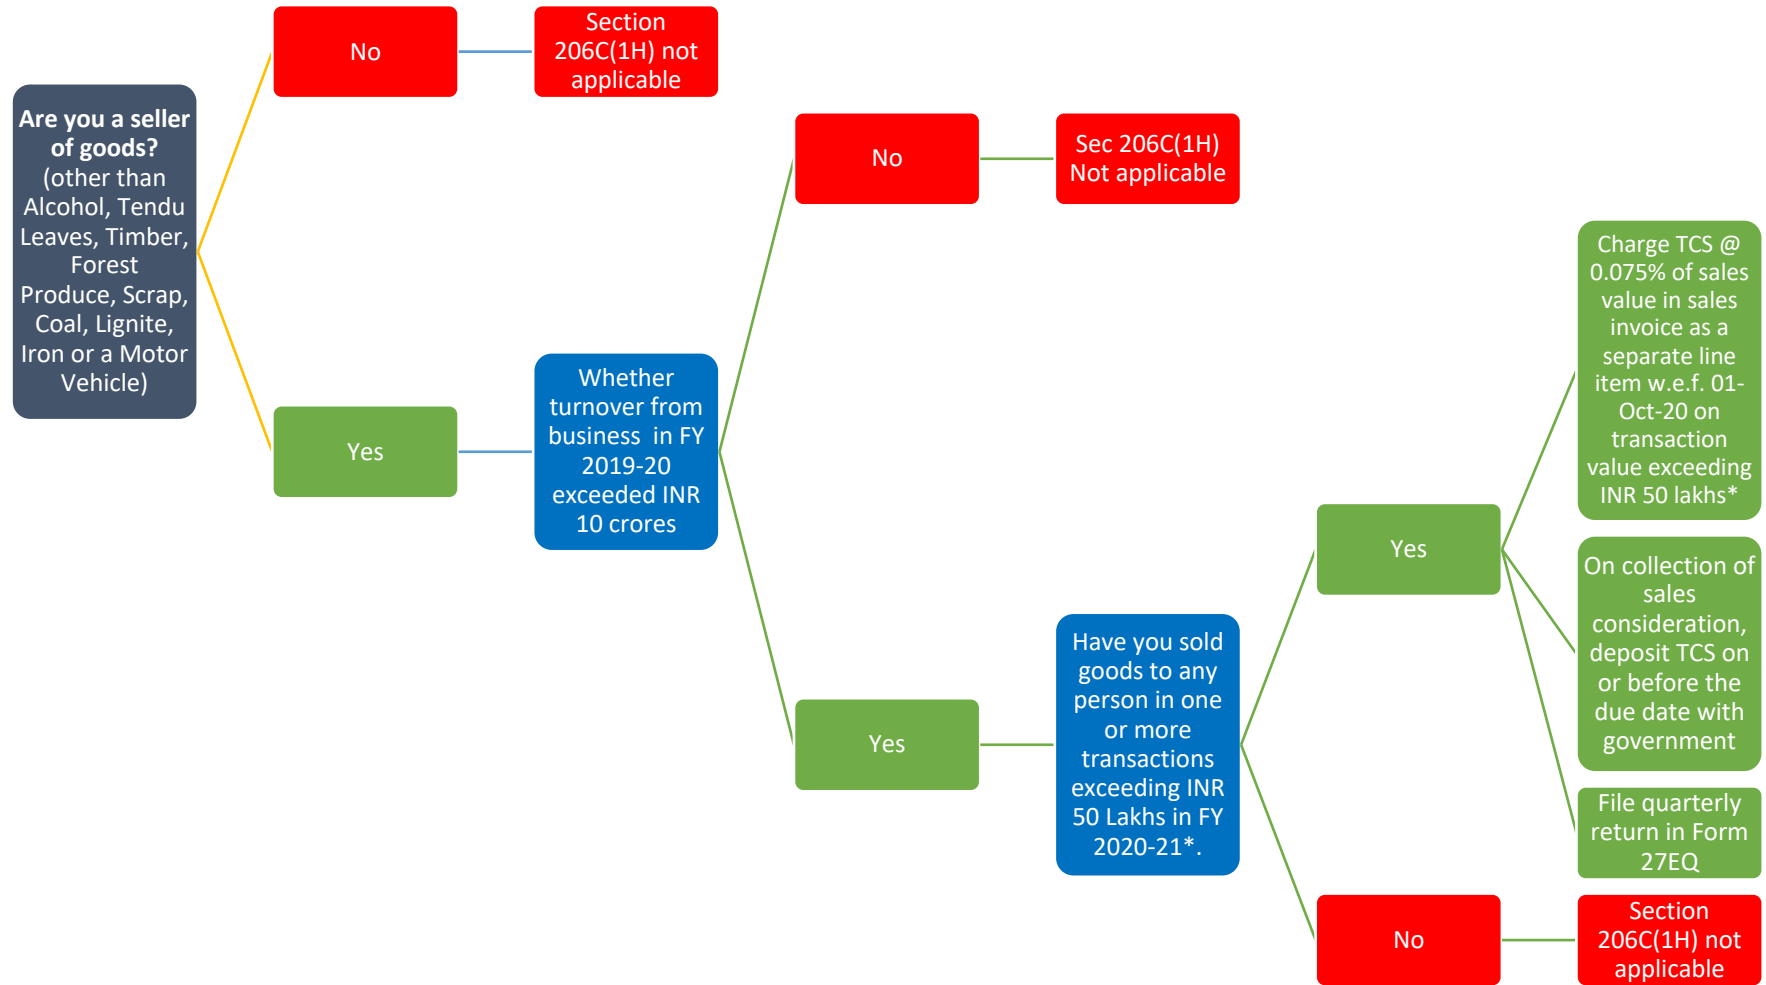 Are you a seller
of goods?
(other than
Alcohol, Tendu
Leaves, Timber,
Forest
Produce, Scrap,
Coal, Lignite,
Iron or a Motor
Vehicle)
No
Section
206C(1H) not
applicable
Yes
Whether
turnover from
business in FY
2019-20
exceeded INR
10 crores
No
Sec 206C(1H)
Not applicable
Yes
Have you sold
goods to any
person in one
or more
transactions
exceeding INR
50 Lakhs in FY
2020-21*.
Yes
Charge TCS @
0.075% of sales
value in sales
invoice as a
separate line
item w.e.f. 01-
Oct-20 on
transaction
value exceeding
INR 50 lakhs*
On collection of
sales
consideration,
deposit TCS on
or before the
due date with
government
File quarterly
return in Form
27EQ
No
Section
206C(1H) not
applicable